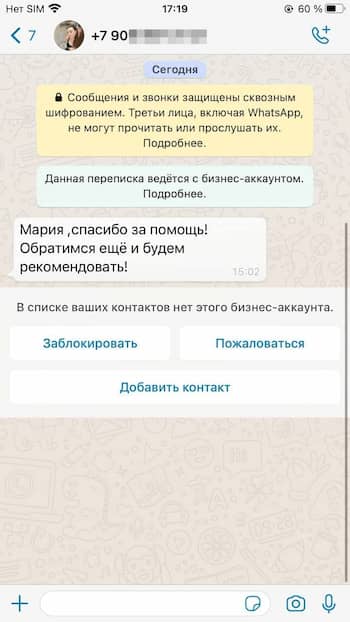 Нет SIM 17:19 60 %
7 +7 90
Сегодня
Сообщения и звонки защищены сквозным
шифрованием. Третьи лица, включая WhatsApp,
не могут прочитать или прослушать их.
Подробнее.
Данная переписка ведётся с бизнес-аккаунтом.
Подробнее.
Мария ,спасибо за помощь!
Обратимся ещё и будем
рекомендовать!
15:02
В списке ваших контактов нет этого бизнес-аккаунта.
Заблокировать Пожаловаться
Добавить контакт